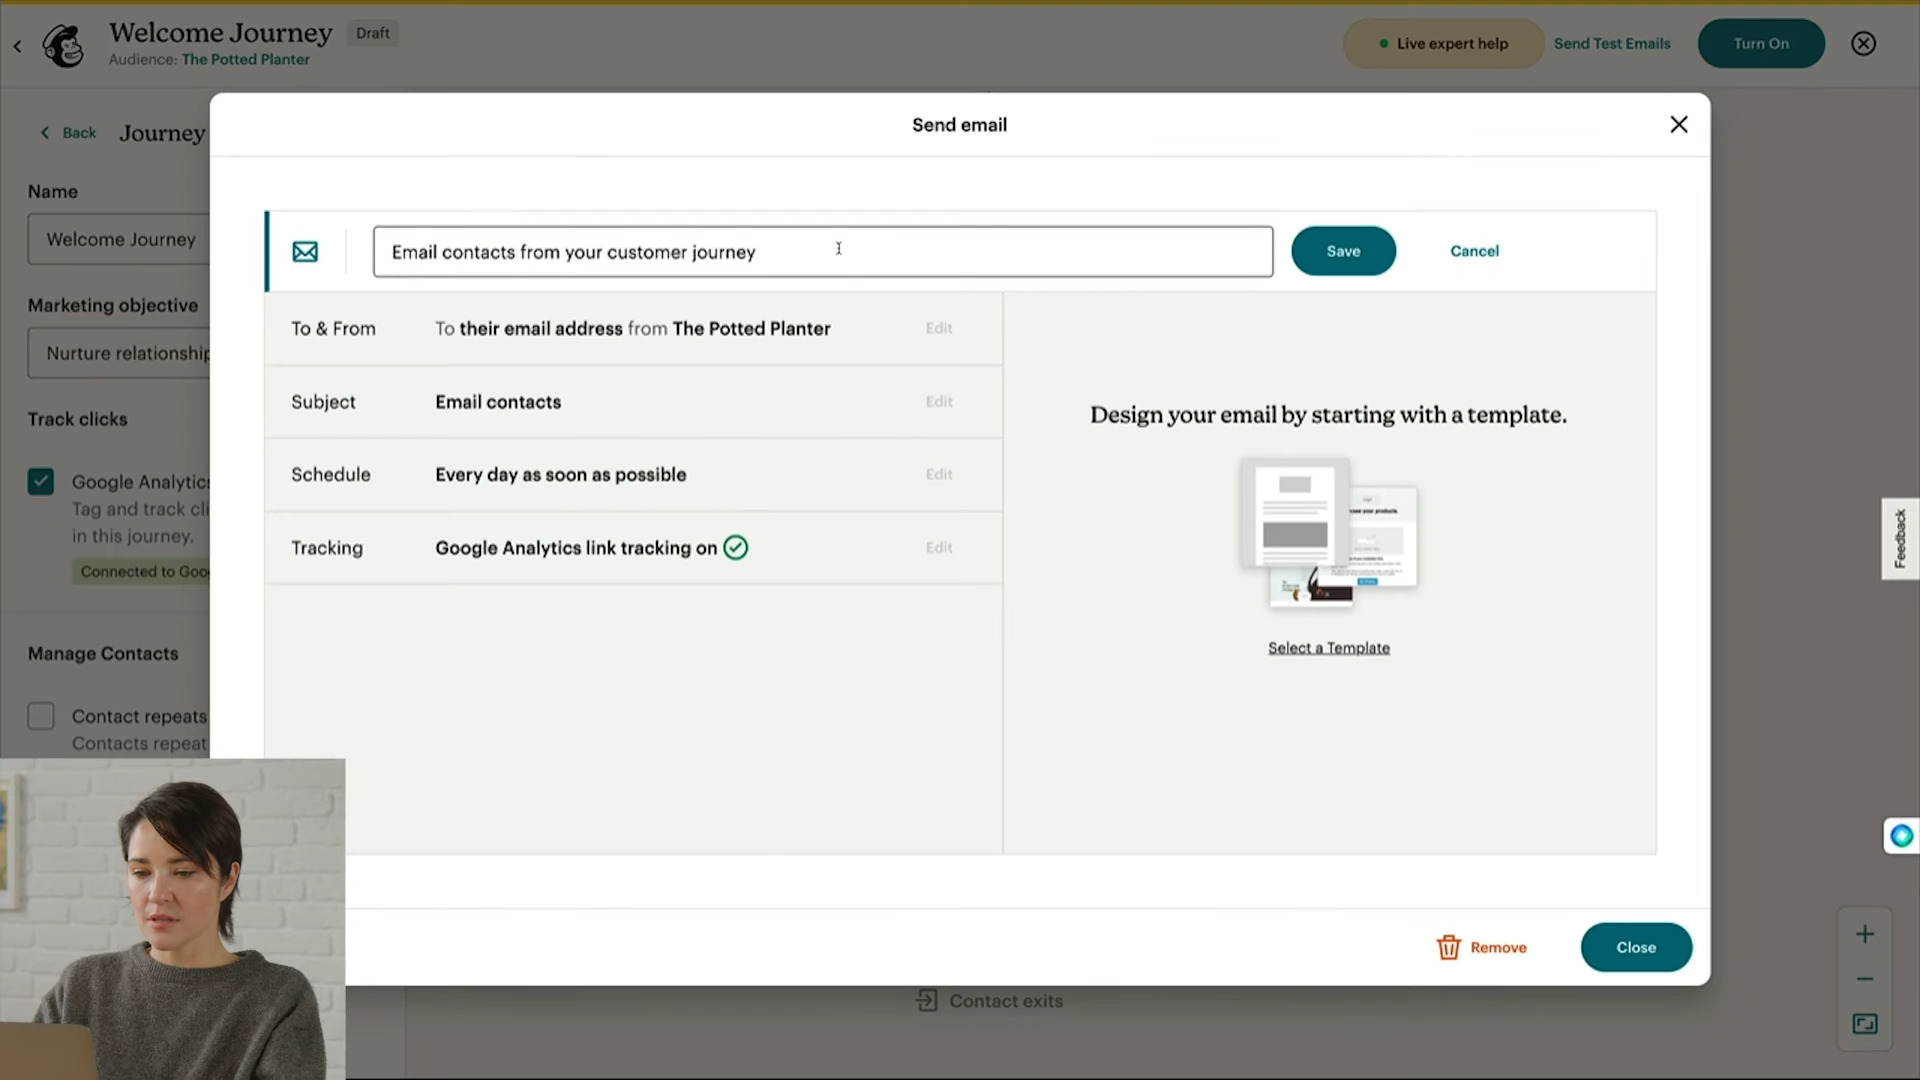 Welcome Journey
Draft
Audience: The Potted Planter
Live expert help
Send Test Emails
Turn On
Back
Journey
Name
Welcome Journey
Marketing objective
Nurture relationship
Track clicks
Google Analytics
Tag and track cli
in this journey.
Connected to Goo
Manage Contacts
Contact repeats
Contacts repeat
Send email
Email contacts from your customer journey
Save
Cancel
To & From
To their email address from The Potted Planter
Edit
Subject
Email contacts
Edit
Schedule
Every day as soon as possible
Edit
Tracking
Google Analytics link tracking on
Edit
Design your email by starting with a template.
Select a Template
Remove
Close
Contact exits
Feedback